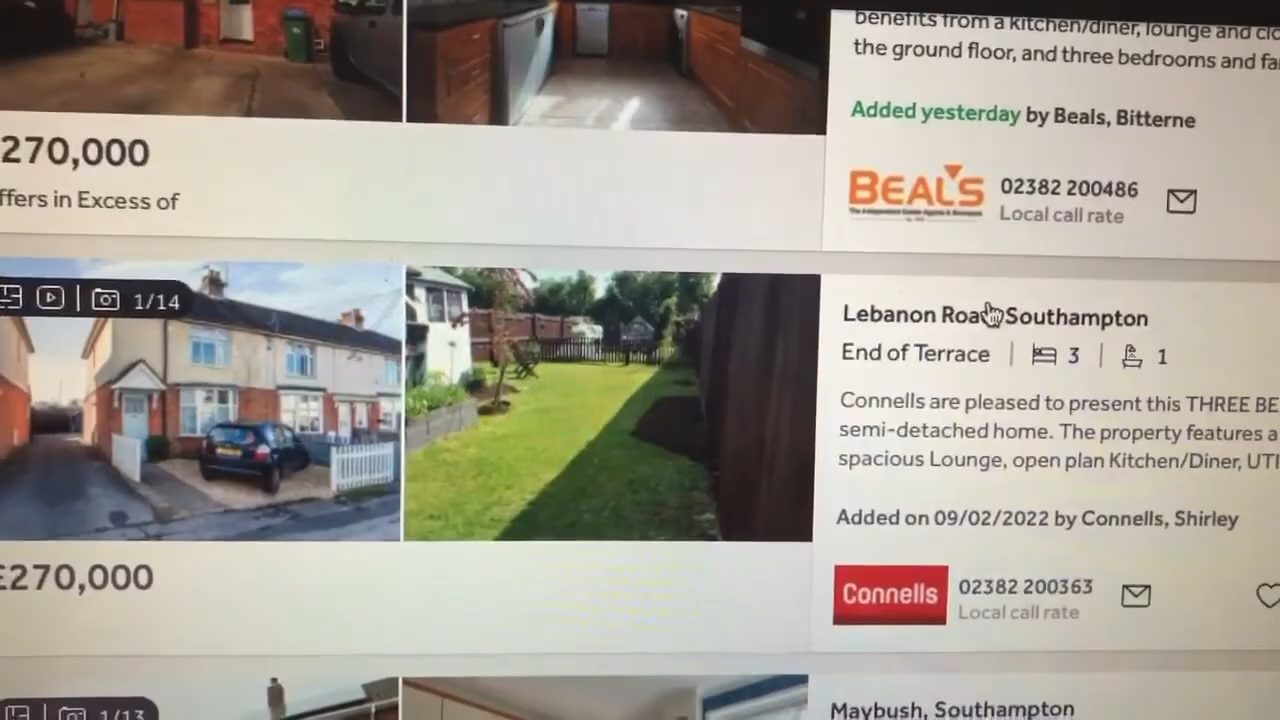 benefits from a kitchen/diner, lounge and
the ground floor, and three bedrooms and
Added yesterday by Beals, Bitterne
270,000
ffers in Excess of
BEALS
02382 200486
Local call rate
1/14
Lebanon Road Southampton
End of Terrace | 3 | 1
Connells are pleased to present this THREE BE
semi-detached home. The property features a
spacious Lounge, open plan Kitchen/Diner, UTI
Added on 09/02/2022 by Connells, Shirley
£270,000
Connells
02382 200363
Local call rate
1/13
Maybush, Southampton